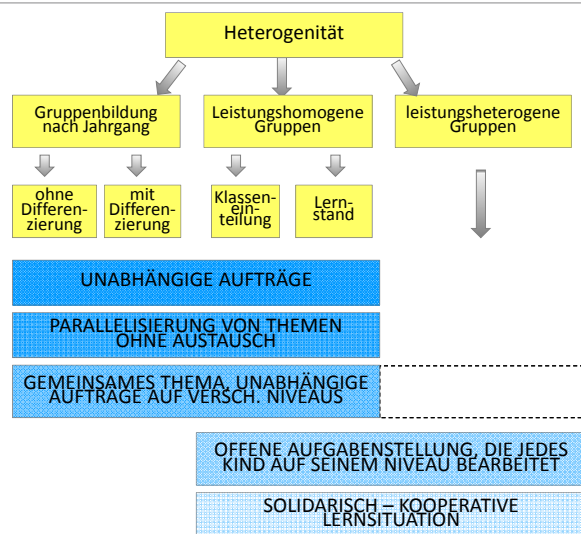 Heterogenität
Gruppenbildung
nach Jahrgang
Leistungshomogene
Gruppen
leistungsheterogene
Gruppen
ohne
Differen-
zierung
mit
Differen-
zierung
Klassen-
ein-
teilung
Lern-
stand
UNABHÄNGIGE AUFTRÄGE
PARALLELISIERUNG VON THEMEN
OHNE AUSTAUSCH
GEMEINSAMES THEMA, UNABHÄNGIGE
AUFTRÄGE AUF VERSCH. NIVEAUS
OFFENE AUFGABENSTELLUNG, DIE JEDES
KIND AUF SEINEM NIVEAU BEARBEITET
SOLIDARISCH – KOOPERATIVE
LERNSITUATION